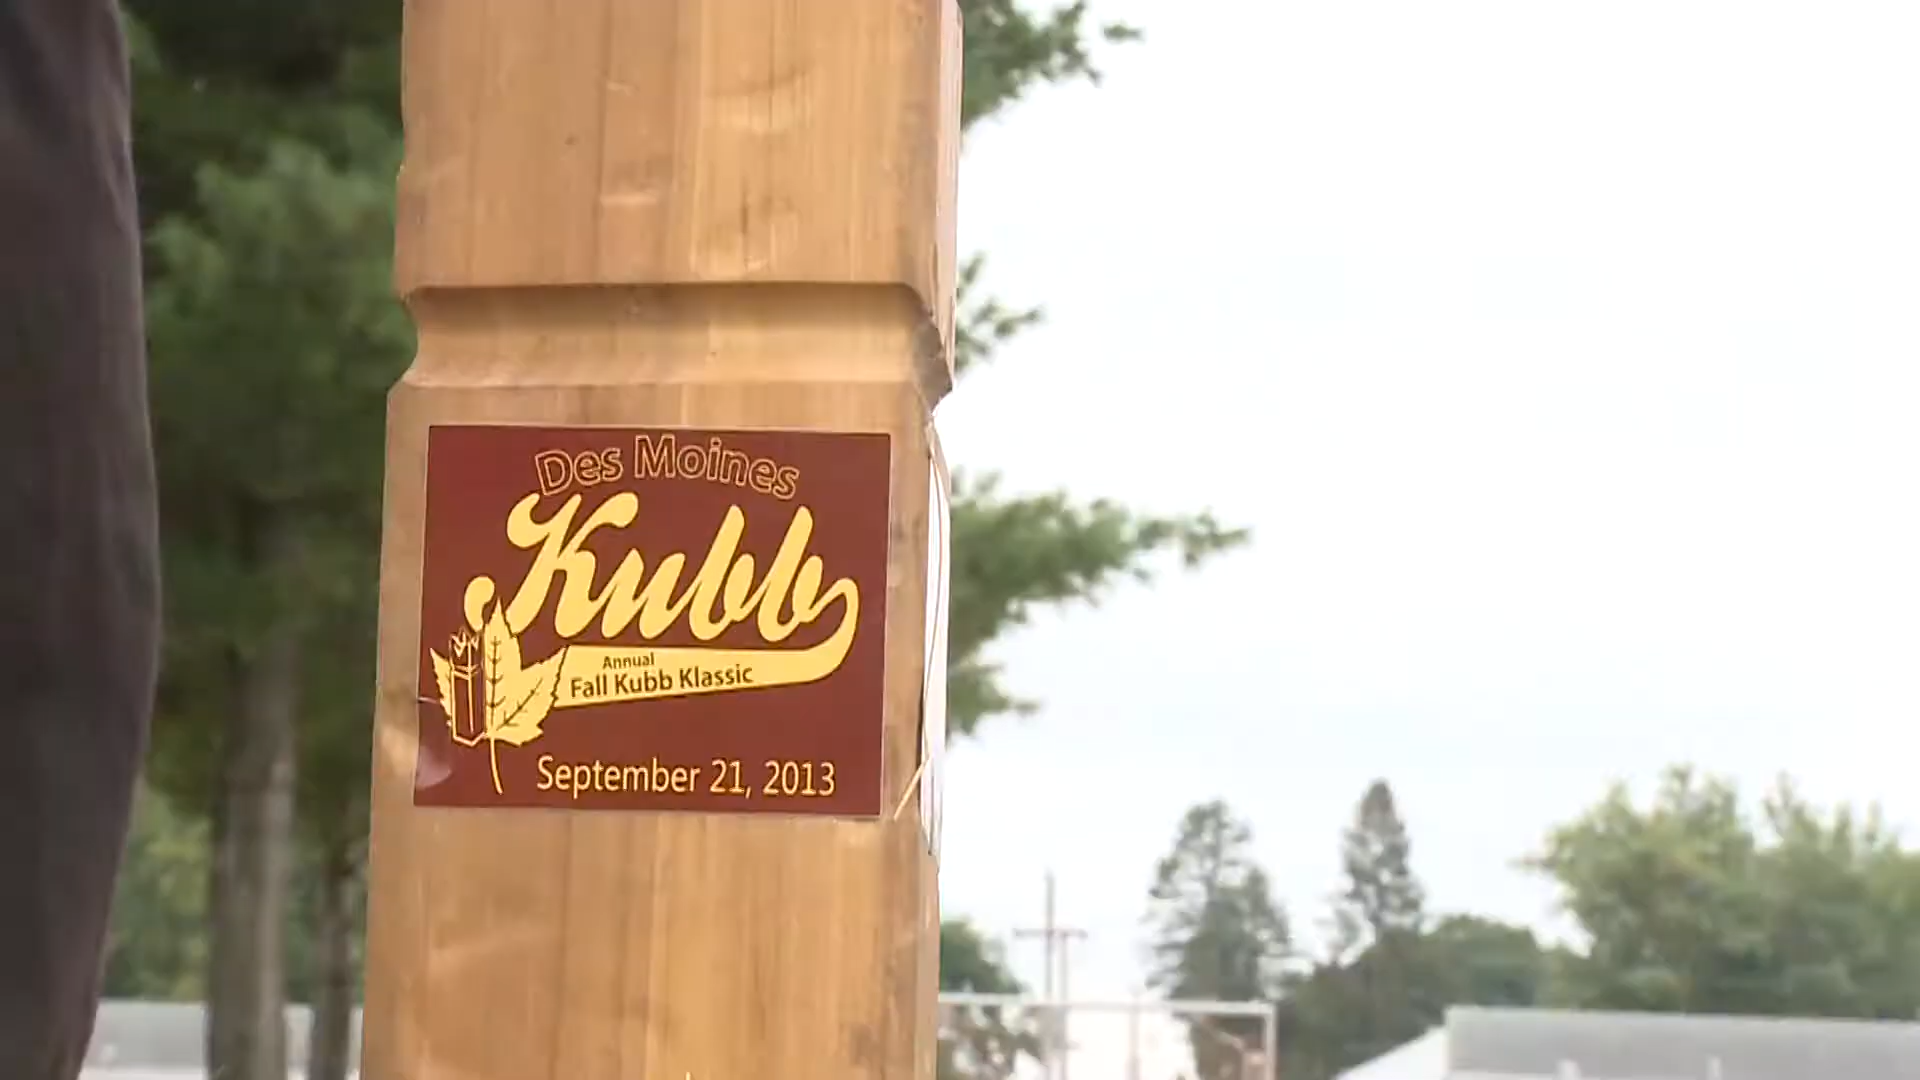 Des Moines
Kubb
Annual
Fall Kubb Klassic
September 21, 2013